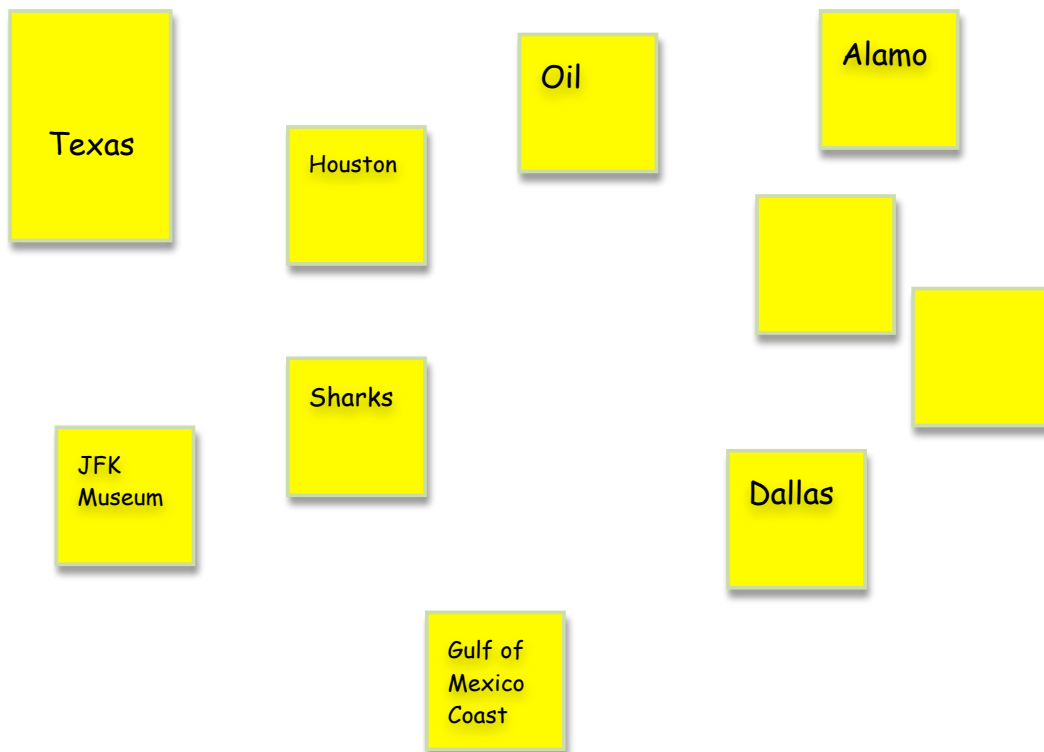 Texas
Houston
Oil
Alamo
Sharks
JFK
Museum
Dallas
Gulf of
Mexico
Coast